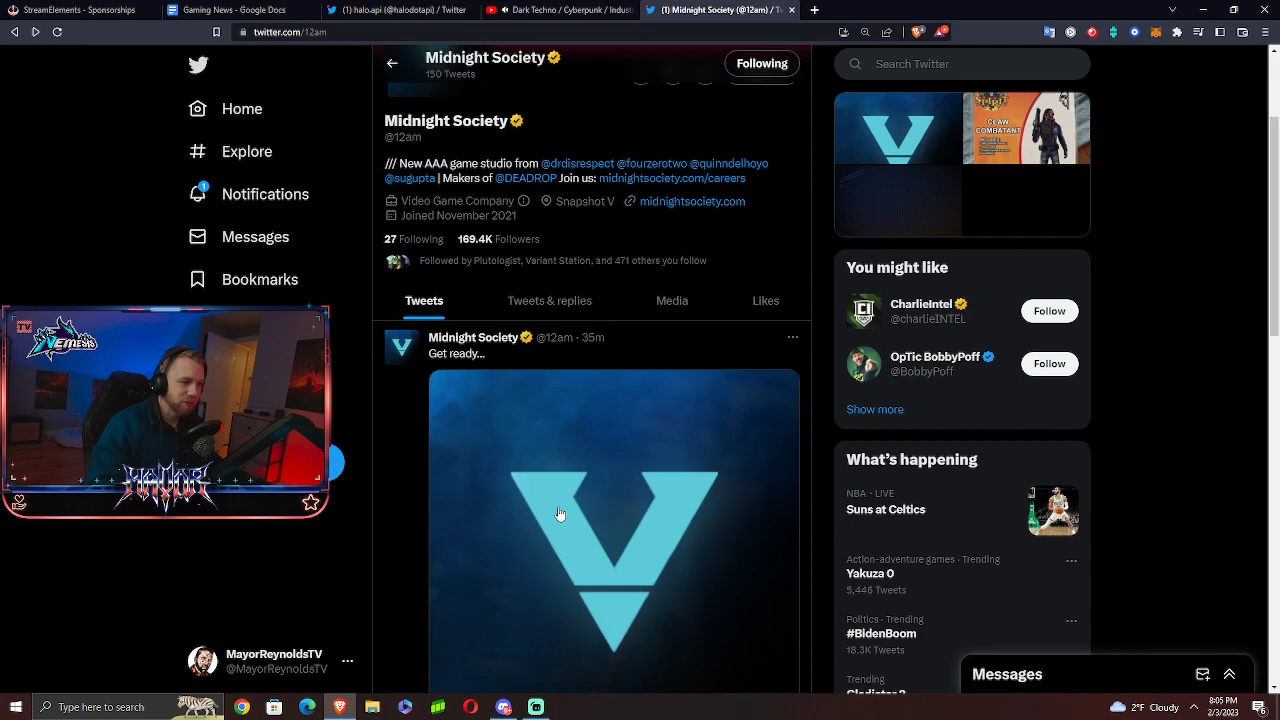 StreamElements - Sponsorships
Gaming News - Google Docs
(1) halo.api (@halodotapi) / Twitter
Dark Techno / Cyberpunk / Indust
(1) Midnight Society (@12am) / Tw
twitter.com/12am
Midnight Society
150 Tweets
Following
Search Twitter
Home
Explore
1
Notifications
Messages
Bookmarks
Midnight Society
@12am
/// New AAA game studio from @drdisrespect @fourzerotwo @quinndelhoyo
@sugupta | Makers of @DEADROP Join us: midnightsociety.com/careers
Video Game Company
Snapshot V
midnightsociety.com
Joined November 2021
27 Following 169.4K Followers
Followed by Plutologist, Variant Station, and 471 others you follow
Tweets
Tweets & replies
Media
Likes
Midnight Society @12am · 35m
Get ready...
SPIRIT
CLAW
COMBATANT
You might like
CharlieIntel
@charlieINTEL
Follow
OpTic BobbyPoff
@BobbyPoff
Follow
Show more
What's happening
NBA · LIVE
Suns at Celtics
Action-adventure games · Trending
Yakuza 0
5,446 Tweets
Politics · Trending
#BidenBoom
18.3K Tweets
Trending
XNEMESIS
MAYOR
MayorReynoldsTV
@MayorReynoldsTV
Messages
Type here to search
22°F Cloudy
8:05 PM
2/3/2023